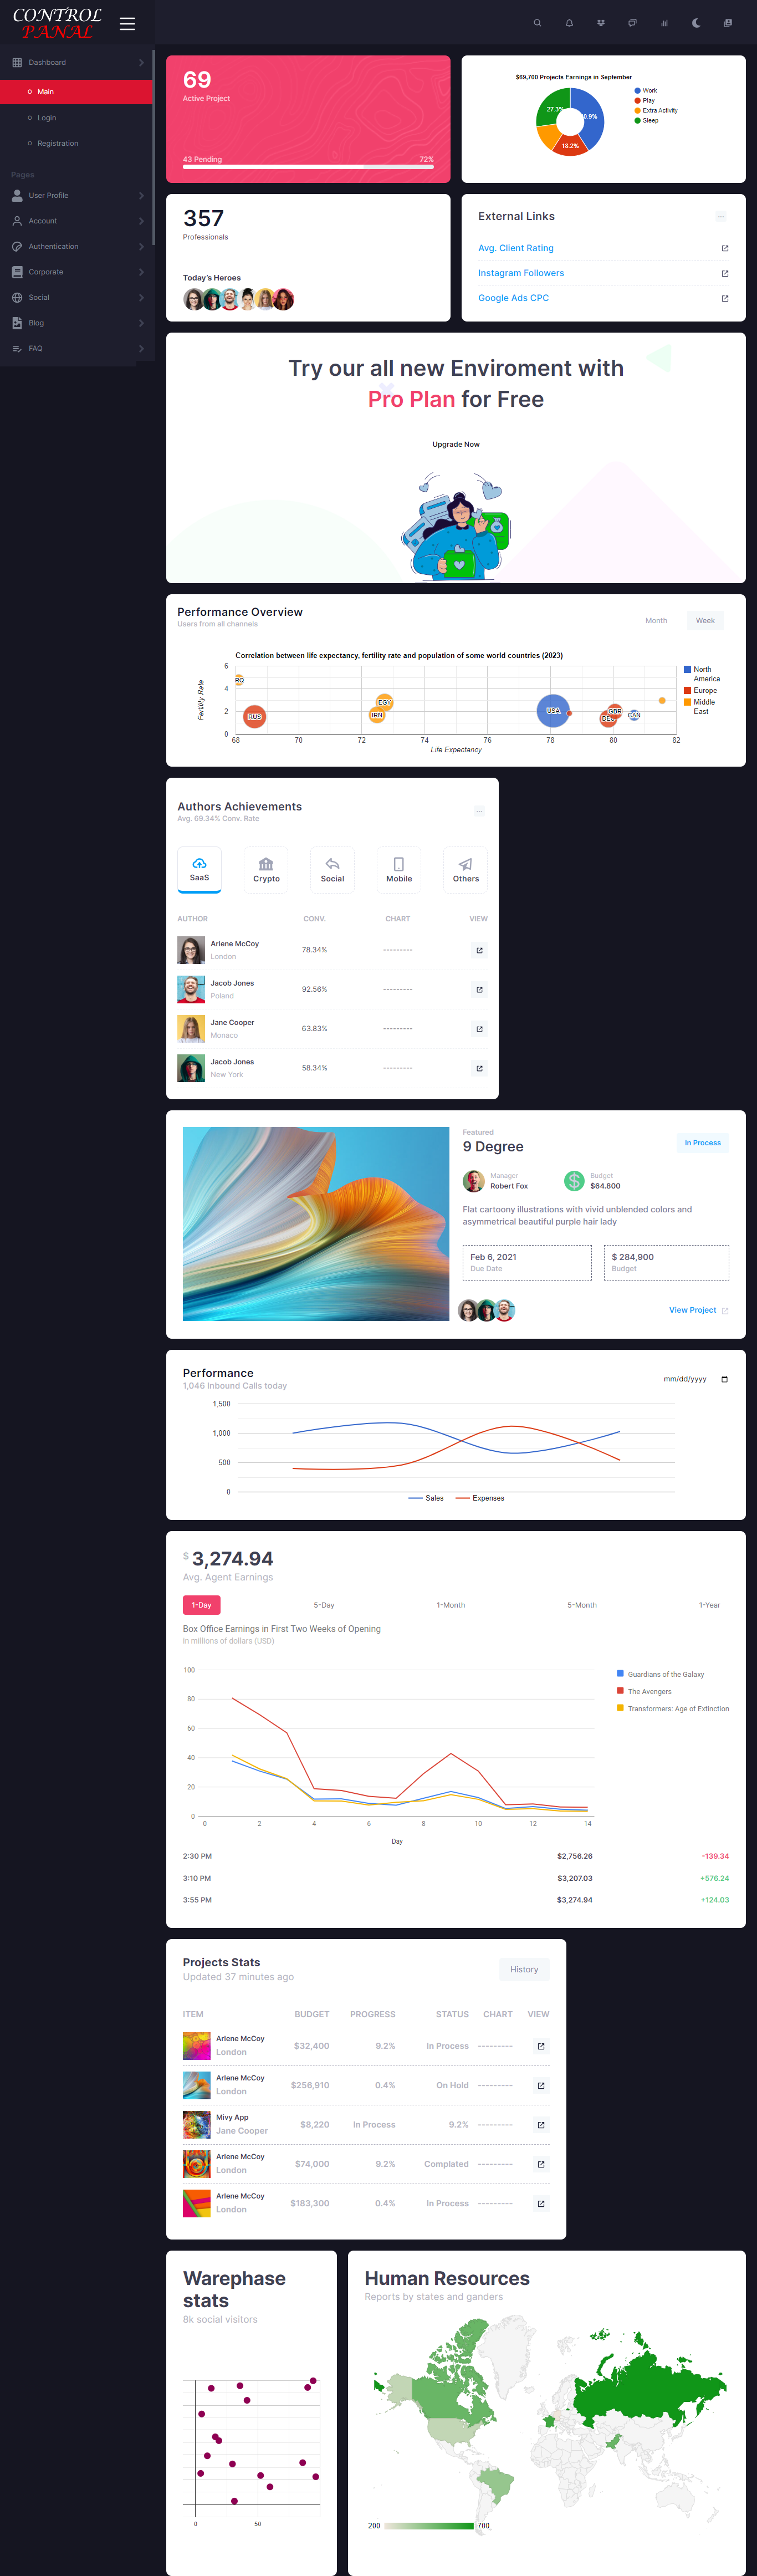 CONTROL
PANAL
Dashboard
Main
Login
Registration
Pages
User Profile
Account
Authentication
Corporate
Social
Blog
FAQ
69
Active Project
43 Pending
72%
$69,700 Projects Earnings in September
27.3%
18.2%
Work
Play
Extra Activity
Sleep
357
Professionals
Today's Heroes
External Links
Avg. Client Rating
Instagram Followers
Google Ads CPC
Try our all new Enviroment with
Pro Plan for Free
Upgrade Now
Performance Overview
Users from all channels
Month
Week
Correlation between life expectancy, fertility rate and population of some world countries (2023)
Fertility Rate
6
4
2
0
RUS
EGY
IRN
USA
GBR
CAN
68
70
72
74
76
78
80
82
Life Expectancy
North
America
Europe
Middle
East
Authors Achievements
Avg. 69.34% Conv. Rate
SaaS
Crypto
Social
Mobile
Others
AUTHOR CONV. CHART VIEW
Arlene McCoy
London
78.34% ---------
Jacob Jones
Poland
92.56% ---------
Jane Cooper
Monaco
63.83% ---------
Jacob Jones
New York
58.34% ---------
Featured
9 Degree
In Process
Manager
Robert Fox
Budget
$64.800
Flat cartoony illustrations with vivid unblended colors and
asymmetrical beautiful purple hair lady
Feb 6, 2021
Due Date
$ 284,900
Budget
View Project
Performance
1,046 Inbound Calls today
mm/dd/yyyy
1,500
1,000
500
0
Sales
Expenses
$ 3,274.94
Avg. Agent Earnings
1-Day
5-Day
1-Month
5-Month
1-Year
Box Office Earnings in First Two Weeks of Opening
in millions of dollars (USD)
100
80
60
40
20
0
0
2
4
6
8
10
12
14
Day
Guardians of the Galaxy
The Avengers
Transformers: Age of Extinction
2:30 PM $2,756.26 -139.34
3:10 PM $3,207.03 +576.24
3:55 PM $3,274.94 +124.03
Projects Stats
Updated 37 minutes ago
History
ITEM BUDGET PROGRESS STATUS CHART VIEW
Arlene McCoy
London
$32,400 9.2% In Process ---------
Arlene McCoy
London
$256,910 0.4% On Hold ---------
Mivy App
Jane Cooper
$8,220 In Process 9.2% ---------
Arlene McCoy
London
$74,000 9.2% Complated ---------
Arlene McCoy
London
$183,300 0.4% In Process ---------
Warephase
stats
8k social visitors
0
50
Human Resources
Reports by states and ganders
200
700